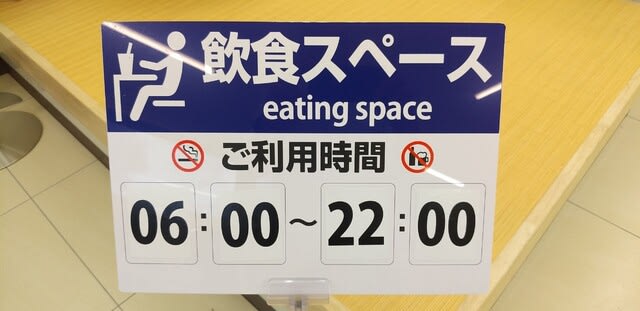 飲食スペース
eating space
ご利用時間
06:00～22:00